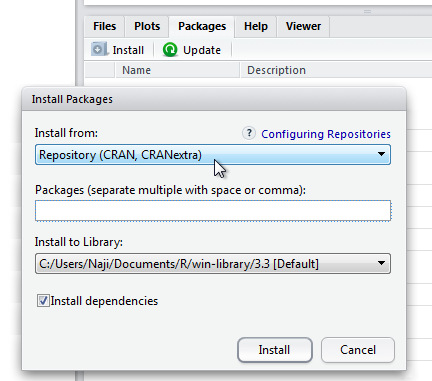 Files Plots Packages Help Viewer
Install Update
Name Description
Install Packages
Install from: ? Configuring Repositories
Repository (CRAN, CRANextra)
Packages (separate multiple with space or comma):
Install to Library:
C:/Users/Naji/Documents/R/win-library/3.3 [Default]
Install dependencies
Install Cancel